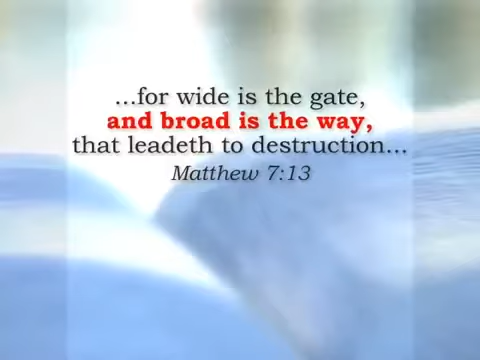 ...for wide is the gate,
and broad is the way,
that leadeth to destruction...
Matthew 7:13